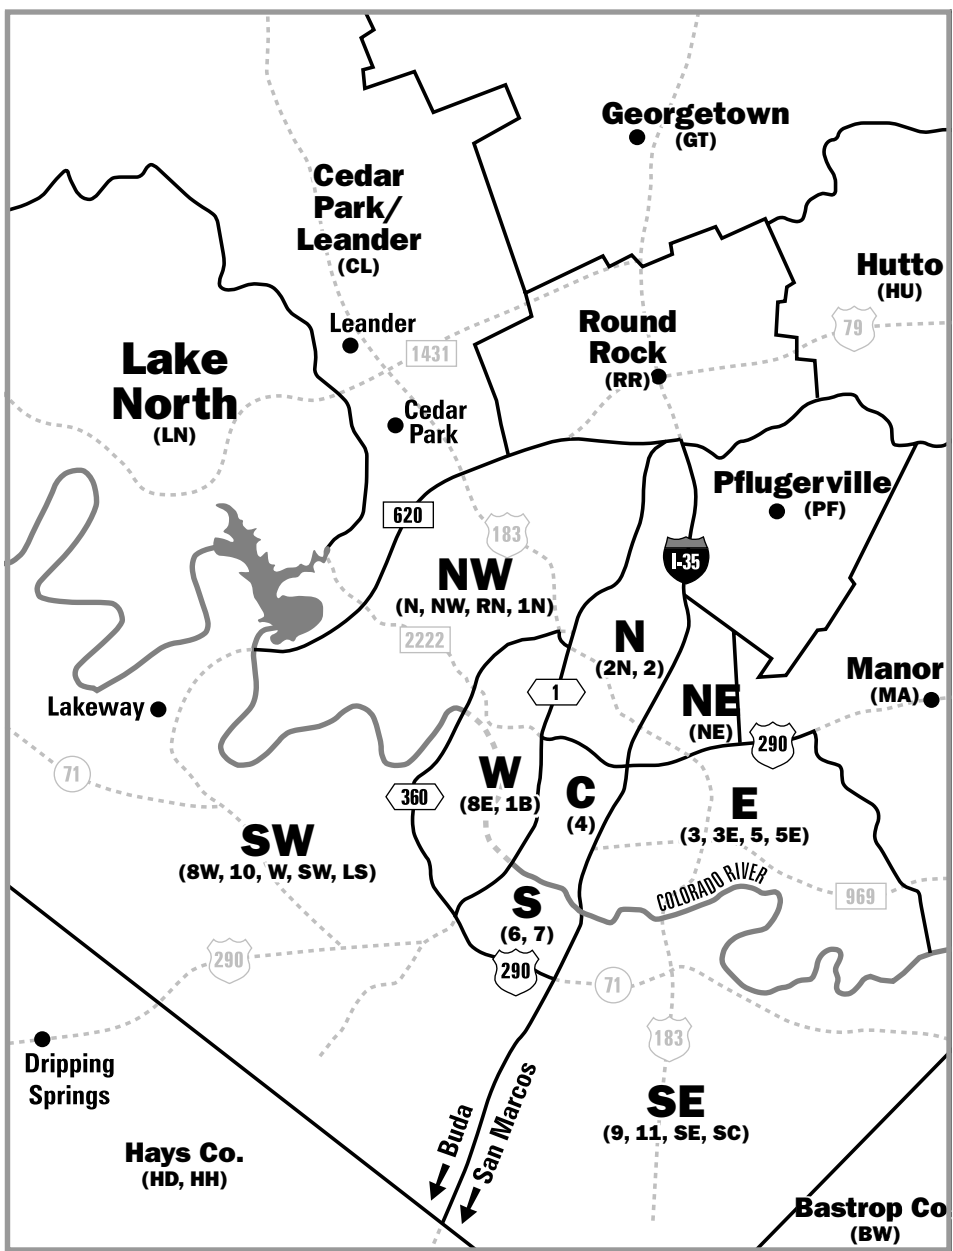 Georgetown
(GT)
Cedar
Park/
Leander
(CL)
Hutto
(HU)
Leander
Round
Rock
(RR)
79
1431
Lake
North
(LN)
Cedar
Park
Pflugerville
(PF)
620
183
I-35
NW
(N, NW, RN, 1N)
2222
N
(2N, 2)
Manor
(MA)
1
NE
(NE)
Lakeway
290
71
W
(8E, 1B)
360
C
(4)
E
(3, 3E, 5, 5E)
SW
(8W, 10, W, SW, LS)
COLORADO RIVER
969
S
(6, 7)
290
290
71
183
Dripping
Springs
Buda
San Marcos
SE
(9, 11, SE, SC)
Hays Co.
(HD, HH)
Bastrop Co
(BW)